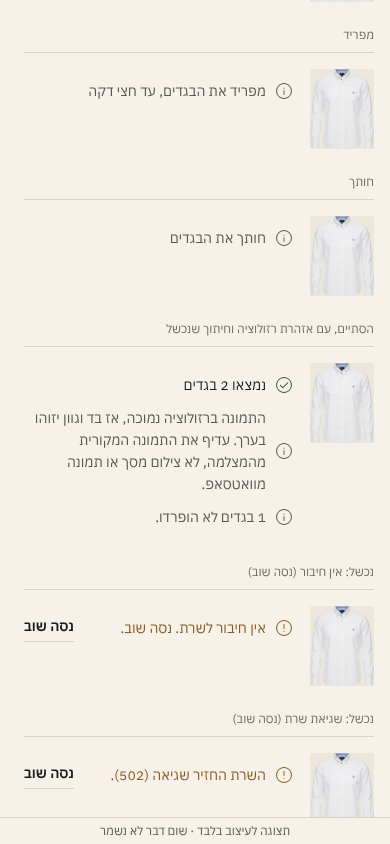 מפריד
מפריד את הבגדים, עד חצי דקה
חותך
חותך את הבגדים
הסתיים, עם אזהרת רזולוציה וחיתוך שנכשל
נמצאו 2 בגדים
התמונה ברזולוציה נמוכה, אז בד וגוון יזוהו
בערך. עדיף את התמונה המקורית
מהמצלמה, לא צילום מסך או תמונה
מוואטסאפ.
1 בגדים לא הופרדו.
נכשל: אין חיבור (נסה שוב)
אין חיבור לשרת. נסה שוב.
נסה שוב
נכשל: שגיאת שרת (נסה שוב)
השרת החזיר שגיאה (502).
נסה שוב
תצוגה לעיצוב בלבד · שום דבר לא נשמר